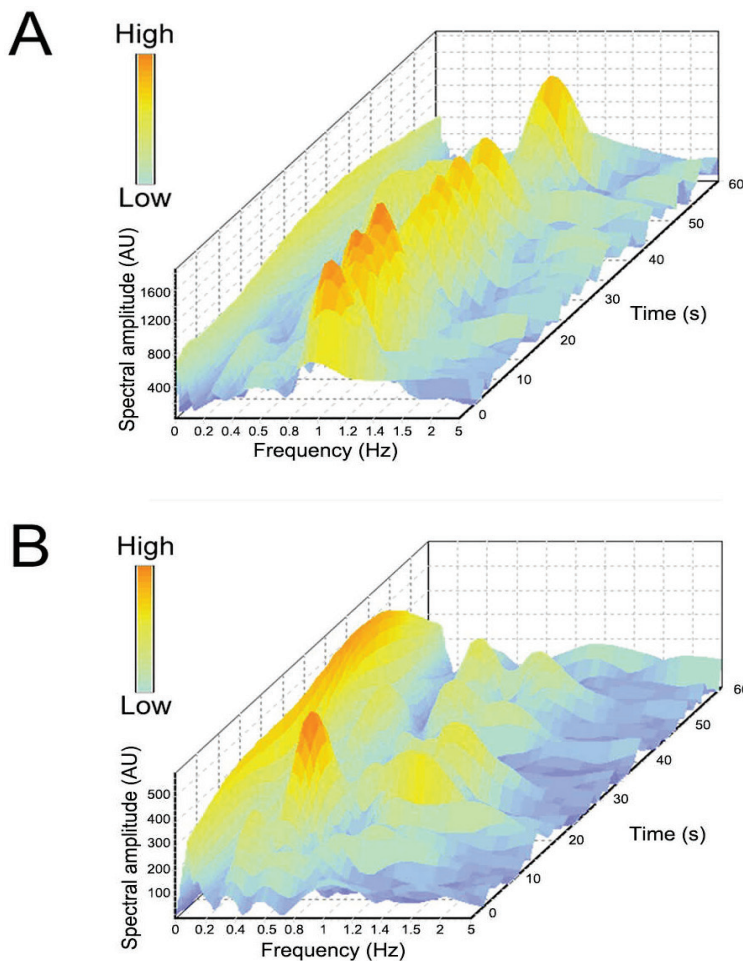 A
High
Low
Spectral amplitude (AU)
1600
1200
800
400
0 0.2 0.4 0.5 0.8 1 1.2 1.4 1.5 2 5
Frequency (Hz)
0 10 20 30 40 50 60
Time (s)
B
High
Low
Spectral amplitude (AU)
500
400
300
200
100
0 0.2 0.4 0.6 0.8 1 1.2 1.4 1.5 2 5
Frequency (Hz)
0 10 20 30 40 50 60
Time (s)